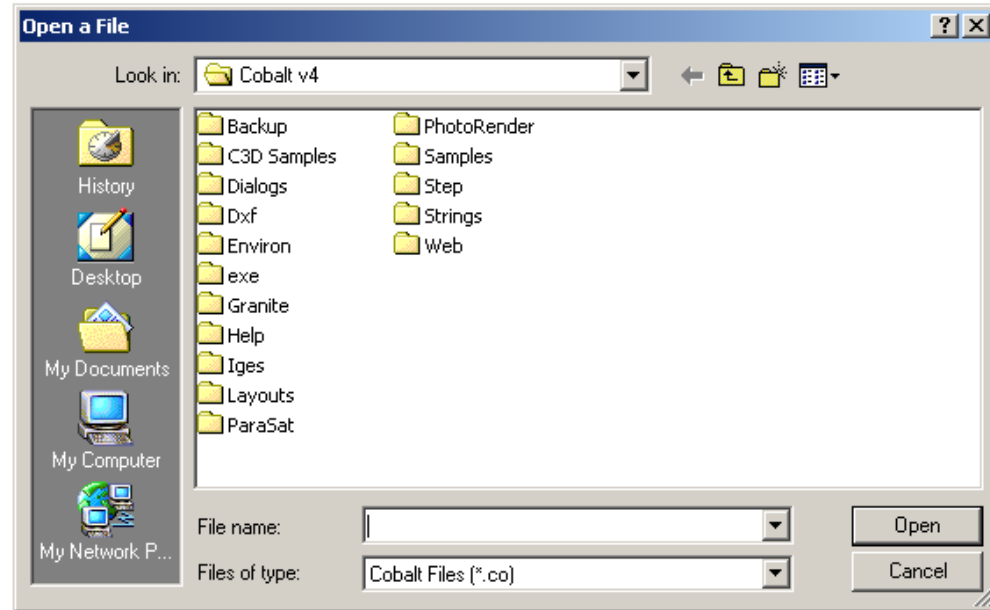 Open a File
Look in: Cobalt v4
History
Desktop
My Documents
My Computer
My Network P...
Backup
C3D Samples
Dialogs
Dxf
Environ
exe
Granite
Help
Iges
Layouts
ParaSat
PhotoRender
Samples
Step
Strings
Web
File name:
Open
Files of type: Cobalt Files (*.co)
Cancel